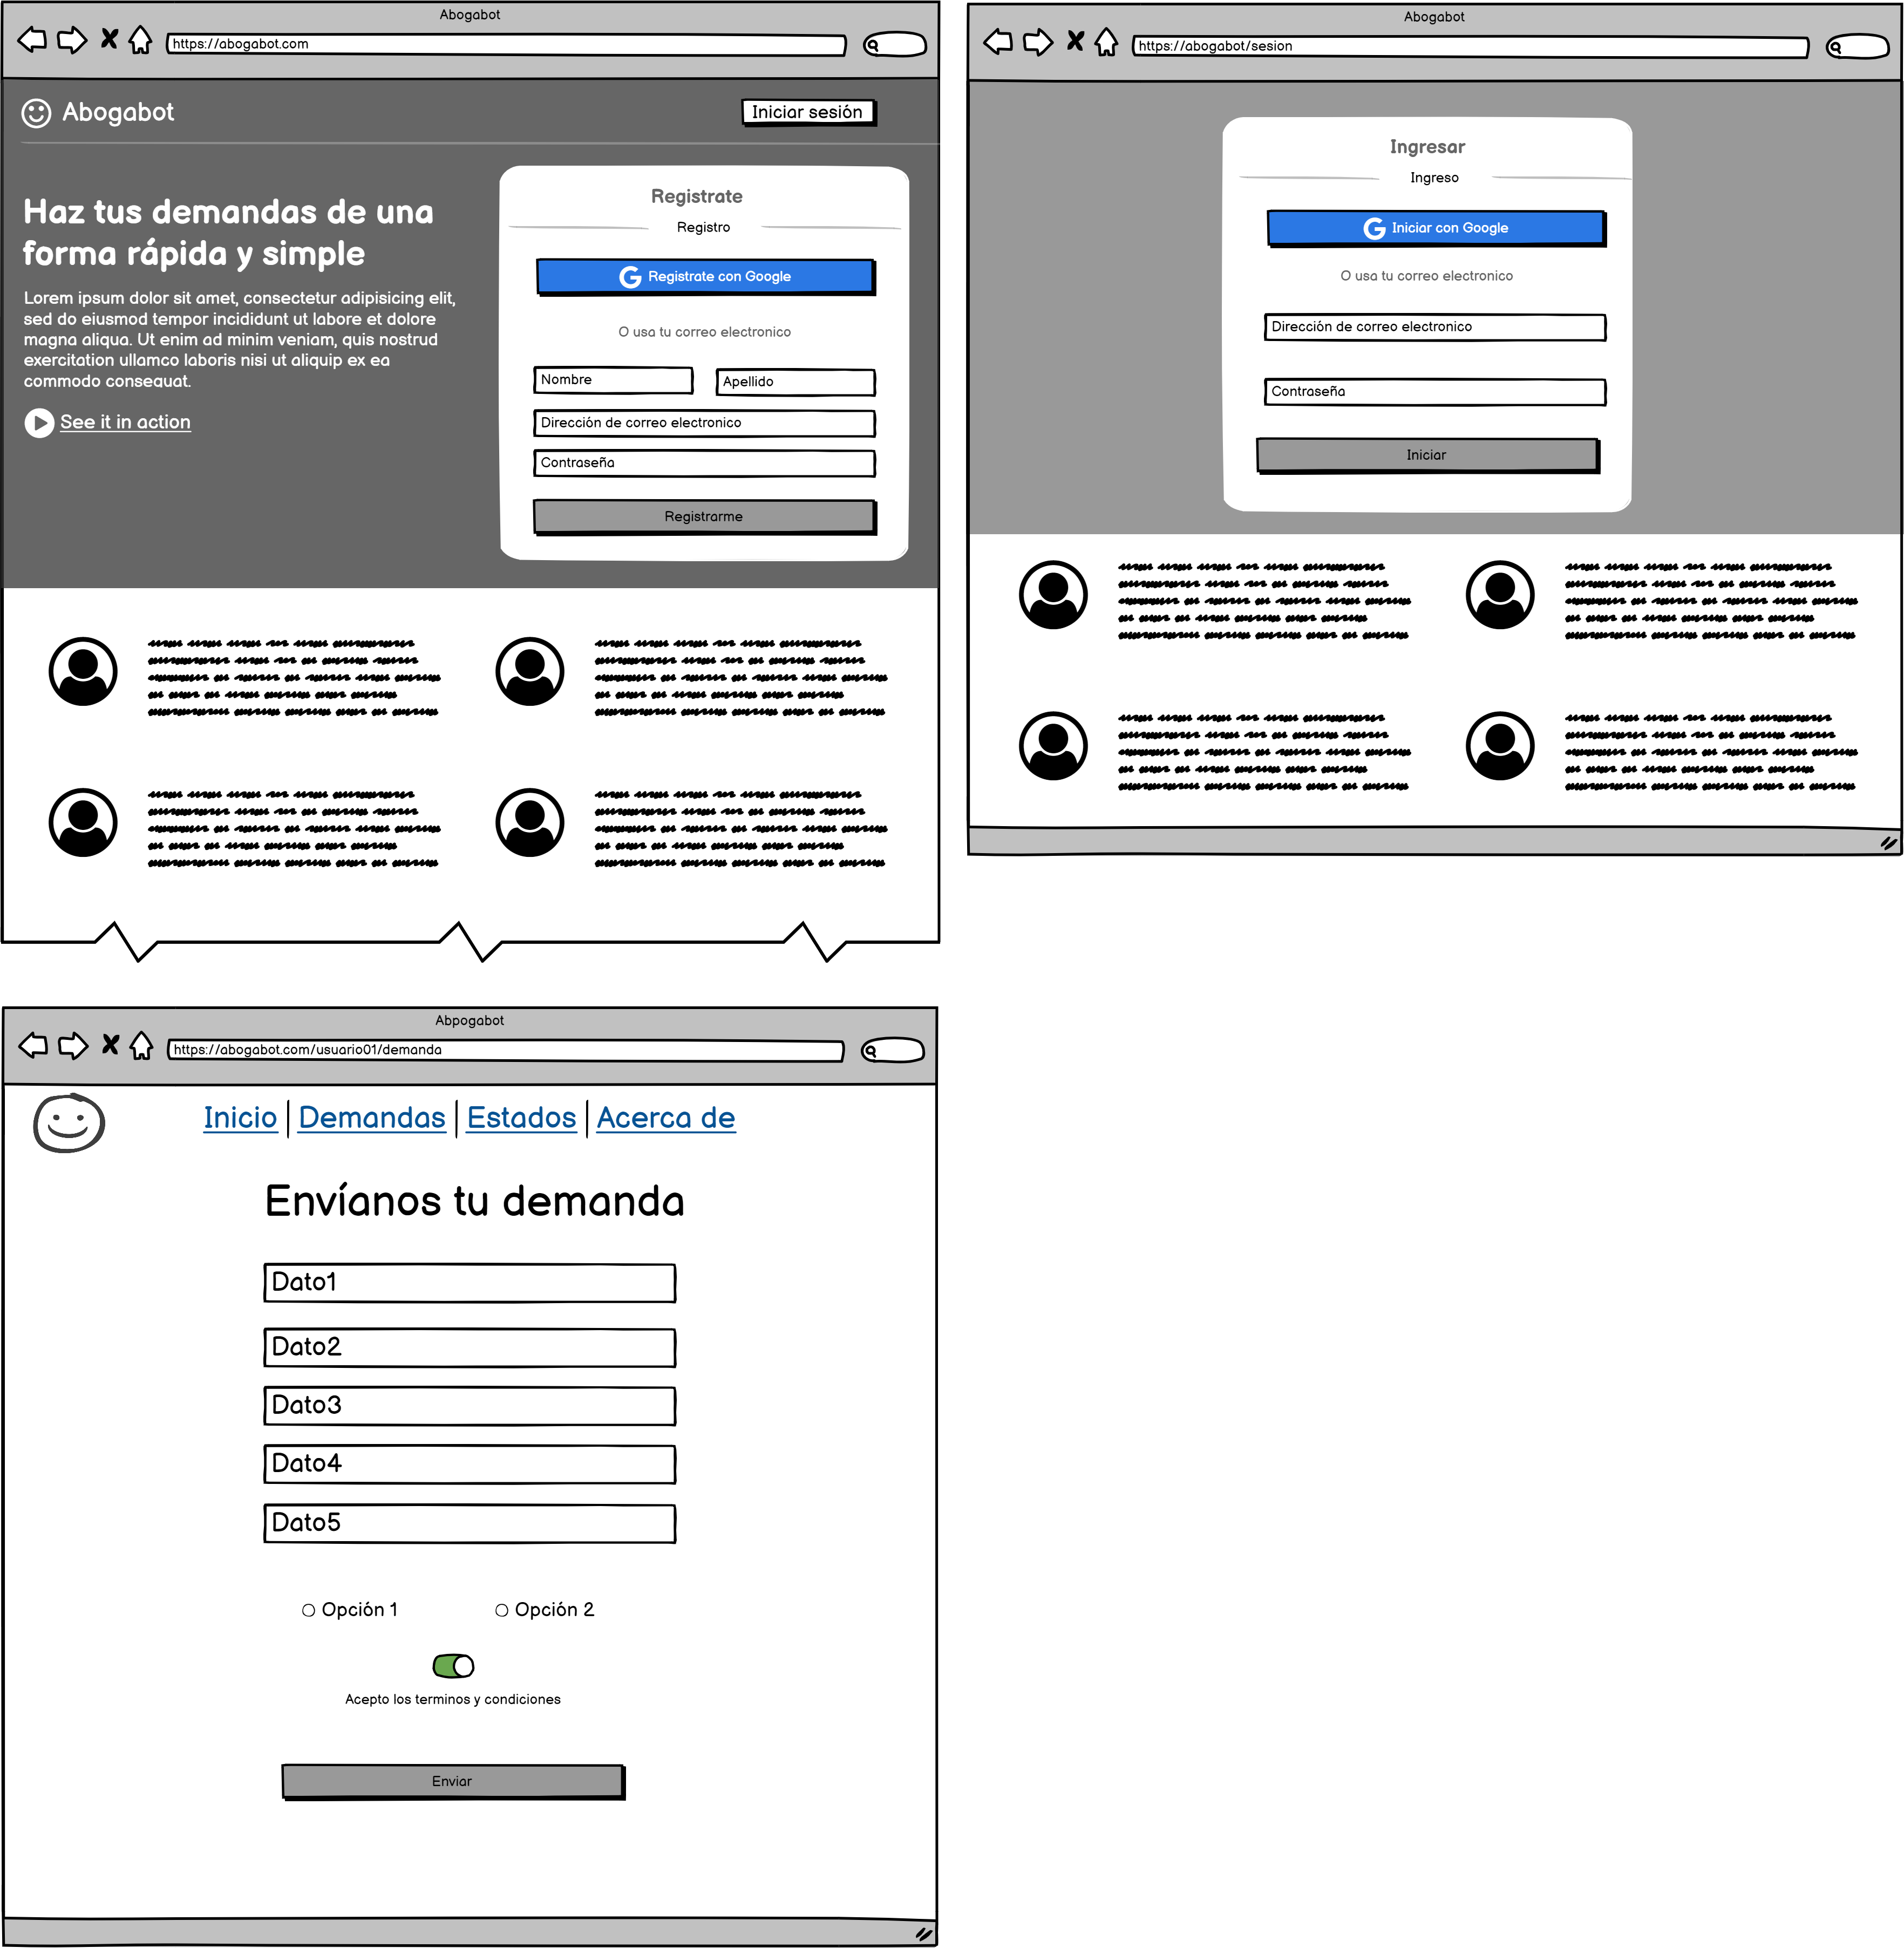 Abogabot
https://abogabot.com
Abogabot
Iniciar sesión
Haz tus demandas de una
forma rápida y simple
Lorem ipsum dolor sit amet, consectetur adipisicing elit,
sed do eiusmod tempor incididunt ut labore et dolore
magna aliqua. Ut enim ad minim veniam, quis nostrud
exercitation ullamco laboris nisi ut aliquip ex ea
commodo consequat.
See it in action
Registrate
Registro
G Registrate con Google
O usa tu correo electronico
Nombre
Apellido
Dirección de correo electronico
Contraseña
Registrarme
Abogabot
https://abogabot/sesion
Ingresar
Ingreso
G Iniciar con Google
O usa tu correo electronico
Dirección de correo electronico
Contraseña
Iniciar
Abpogabot
https://abogabot.com/usuario01/demanda
Inicio | Demandas | Estados | Acerca de
Envíanos tu demanda
Dato1
Dato2
Dato3
Dato4
Dato5
Opción 1
Opción 2
Acepto los terminos y condiciones
Enviar